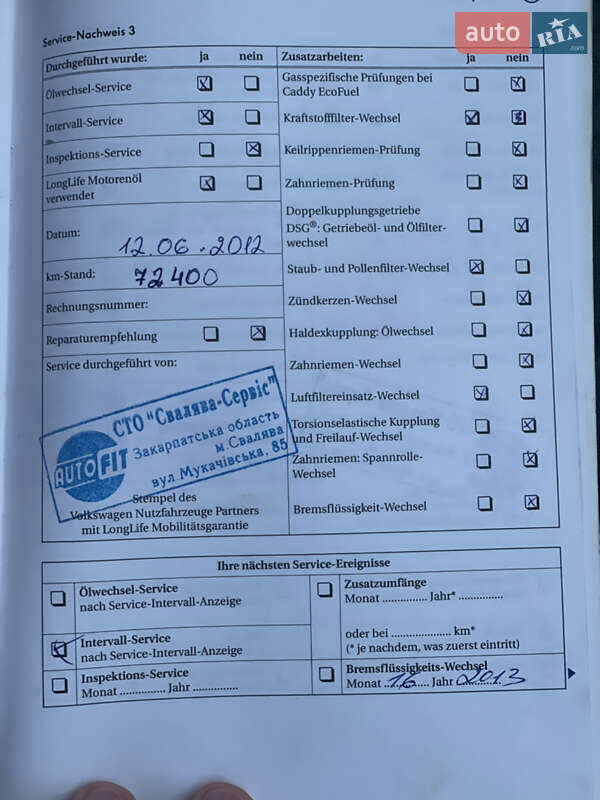 auto RIA.com
Service-Nachweis 3
Durchgeführt wurde: ja nein
Ölwechsel-Service
Intervall-Service
Inspektions-Service
LongLife Motorenöl
verwendet
Datum: 12.06.2012
km-Stand: 72400
Rechnungsnummer:
Reparaturempfehlung
Service durchgeführt von:
AUTOFIT
СТО "Свалява-Сервіс"
Закарпатська область
м.Свалява
вул.Мукачівська, 85
Stempel des
Volkswagen Nutzfahrzeuge Partners
mit LongLife Mobilitätsgarantie
Zusatzarbeiten: ja nein
Gasspezifische Prüfungen bei
Caddy EcoFuel
Kraftstofffilter-Wechsel
Keilrippenriemen-Prüfung
Zahnriemen-Prüfung
Doppelkupplungsgetriebe
DSG®: Getriebeöl- und Ölfilter-
wechsel
Staub- und Pollenfilter-Wechsel
Zündkerzen-Wechsel
Haldexkupplung: Ölwechsel
Zahnriemen-Wechsel
Luftfiltereinsatz-Wechsel
Torsionselastische Kupplung
und Freilauf-Wechsel
Zahnriemen: Spannrolle-
Wechsel
Bremsflüssigkeit-Wechsel
Ihre nächsten Service-Ereignisse
Ölwechsel-Service
nach Service-Intervall-Anzeige
Intervall-Service
nach Service-Intervall-Anzeige
Inspektions-Service
Monat ............ Jahr ............
Zusatzumfänge
Monat ............ Jahr* ............
oder bei ................ km*
(* je nachdem, was zuerst eintritt)
Bremsflüssigkeits-Wechsel
Monat 16 Jahr 2013